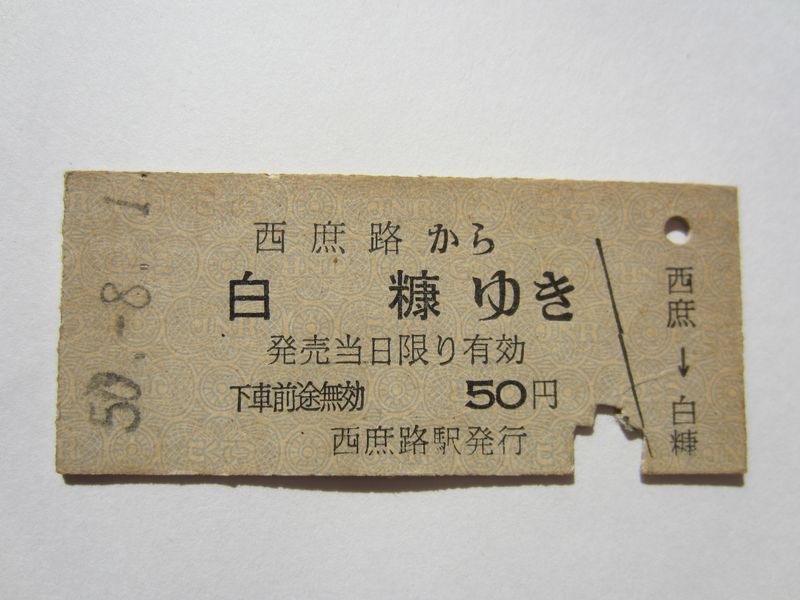 50.-8.-1.
西庶路から
白糠ゆき
発売当日限り有効
下車前途無効 50円
西庶路駅発行
西庶→白糠